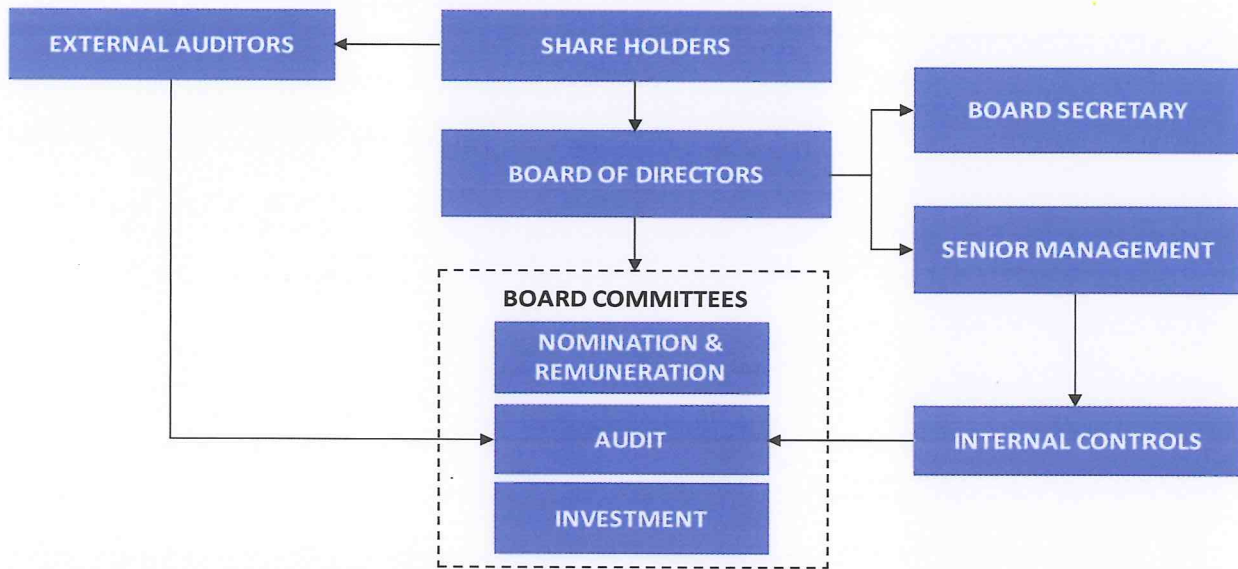 EXTERNAL AUDITORS
SHARE HOLDERS
BOARD SECRETARY
BOARD OF DIRECTORS
SENIOR MANAGEMENT
BOARD COMMITTEES
NOMINATION &
REMUNERATION
AUDIT
INTERNAL CONTROLS
INVESTMENT